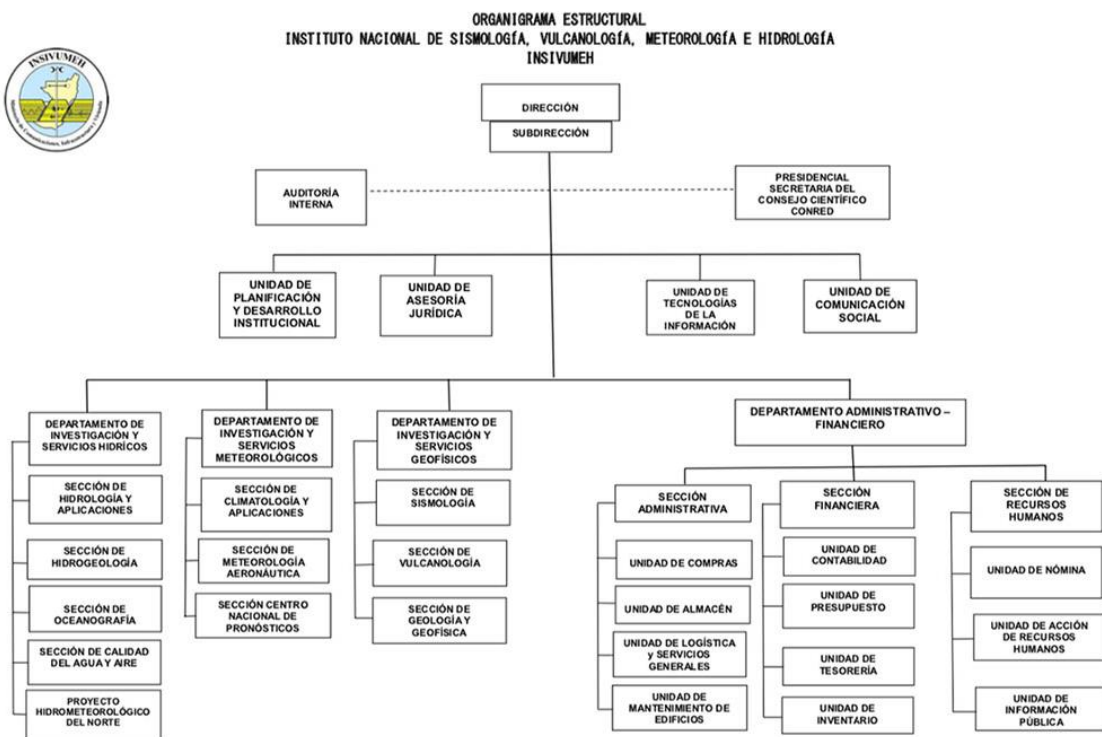 ORGANIGRAMA ESTRUCTURAL
INSTITUTO NACIONAL DE SISMOLOGÍA, VULCANOLOGÍA, METEOROLOGÍA E HIDROLOGÍA
INSIVUMEH
INSIVUMEH
Ministerio de Comunicaciones, Infraestructura y Vivienda
DIRECCIÓN
SUBDIRECCIÓN
AUDITORÍA
INTERNA
PRESIDENCIAL
SECRETARIA DEL
CONSEJO CIENTÍFICO
CONRED
UNIDAD DE
PLANIFICACIÓN
Y DESARROLLO
INSTITUCIONAL
UNIDAD DE
ASESORÍA
JURÍDICA
UNIDAD DE
TECNOLOGÍAS
DE LA
INFORMACIÓN
UNIDAD DE
COMUNICACIÓN
SOCIAL
DEPARTAMENTO DE
INVESTIGACIÓN Y
SERVICIOS HIDRÍCOS
SECCIÓN DE
HIDROLOGÍA Y
APLICACIONES
SECCIÓN DE
HIDROGEOLOGÍA
SECCIÓN DE
OCEANOGRAFÍA
SECCIÓN DE CALIDAD
DEL AGUA Y AIRE
PROYECTO
HIDROMETEOROLÓGICO
DEL NORTE
DEPARTAMENTO DE
INVESTIGACIÓN Y
SERVICIOS
METEOROLÓGICOS
SECCIÓN DE
CLIMATOLOGÍA Y
APLICACIONES
SECCIÓN DE
METEOROLOGÍA
AERONÁUTICA
SECCIÓN CENTRO
NACIONAL DE
PRONÓSTICOS
DEPARTAMENTO DE
INVESTIGACIÓN Y
SERVICIOS
GEOFÍSICOS
SECCIÓN DE
SISMOLOGÍA
SECCIÓN DE
VULCANOLOGÍA
SECCIÓN DE
GEOLOGÍA Y
GEOFÍSICA
DEPARTAMENTO ADMINISTRATIVO –
FINANCIERO
SECCIÓN
ADMINISTRATIVA
UNIDAD DE COMPRAS
UNIDAD DE ALMACÉN
UNIDAD DE LOGÍSTICA
y SERVICIOS
GENERALES
UNIDAD DE
MANTENIMIENTO DE
EDIFICIOS
SECCIÓN
FINANCIERA
UNIDAD DE
CONTABILIDAD
UNIDAD DE
PRESUPUESTO
UNIDAD DE
TESORERÍA
UNIDAD DE
INVENTARIO
SECCIÓN DE
RECURSOS
HUMANOS
UNIDAD DE NÓMINA
UNIDAD DE ACCIÓN
DE RECURSOS
HUMANOS
UNIDAD DE
INFORMACIÓN
PÚBLICA